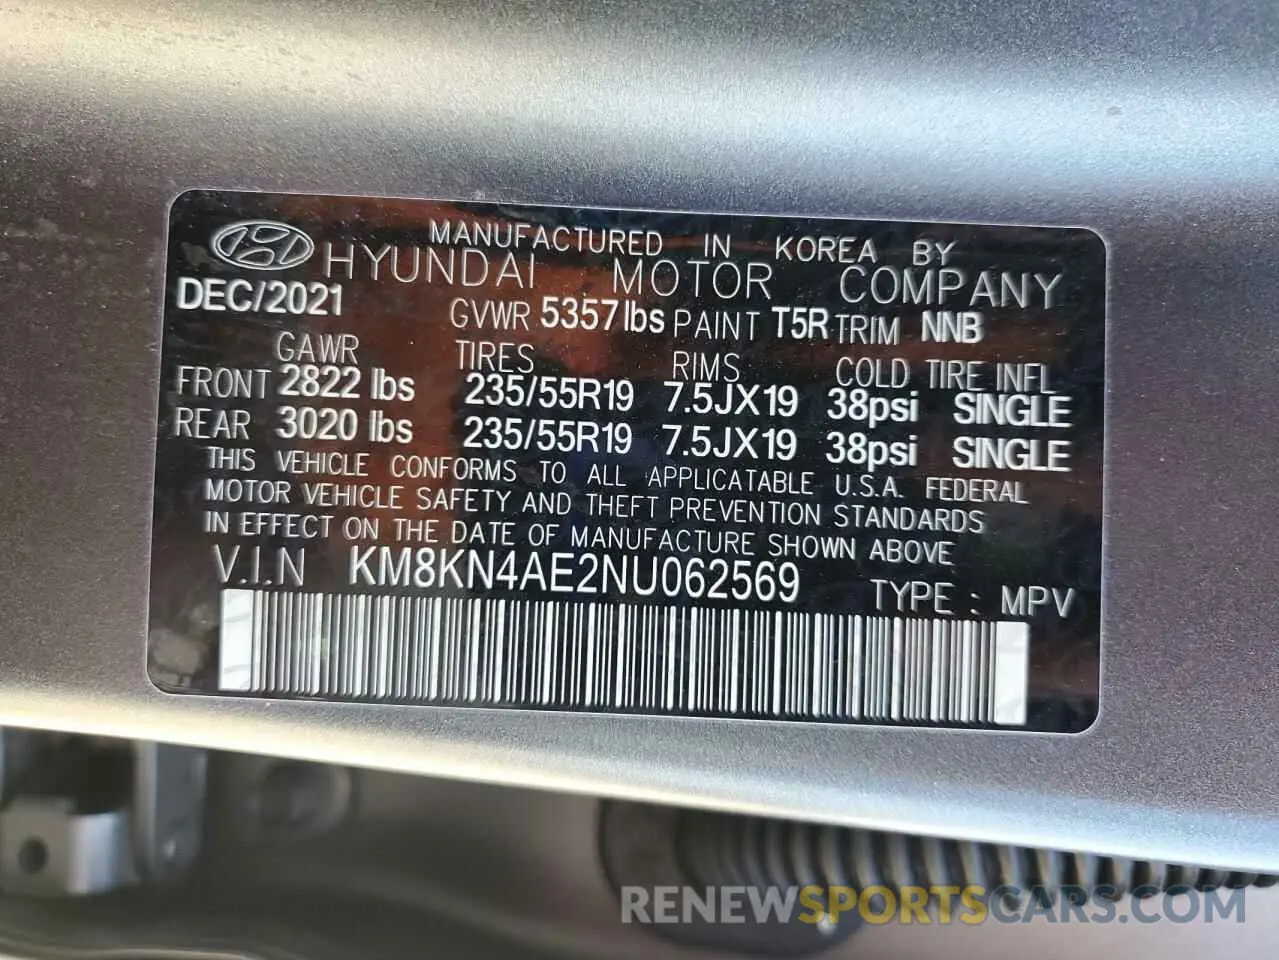 MANUFACTURED IN KOREA BY
HYUNDAI MOTOR COMPANY
DEC/2021 GVWR 5357 lbs PAINT T5R TRIM NNB
GAWR TIRES RIMS COLD TIRE INFL
FRONT 2822 lbs 235/55R19 7.5JX19 38psi SINGLE
REAR 3020 lbs 235/55R19 7.5JX19 38psi SINGLE
THIS VEHICLE CONFORMS TO ALL APPLICATABLE U.S.A. FEDERAL
MOTOR VEHICLE SAFETY AND THEFT PREVENTION STANDARDS
IN EFFECT ON THE DATE OF MANUFACTURE SHOWN ABOVE
V.I.N KM8KN4AE2NU062569 TYPE : MPV
RENEWSPORTSCARS.COM